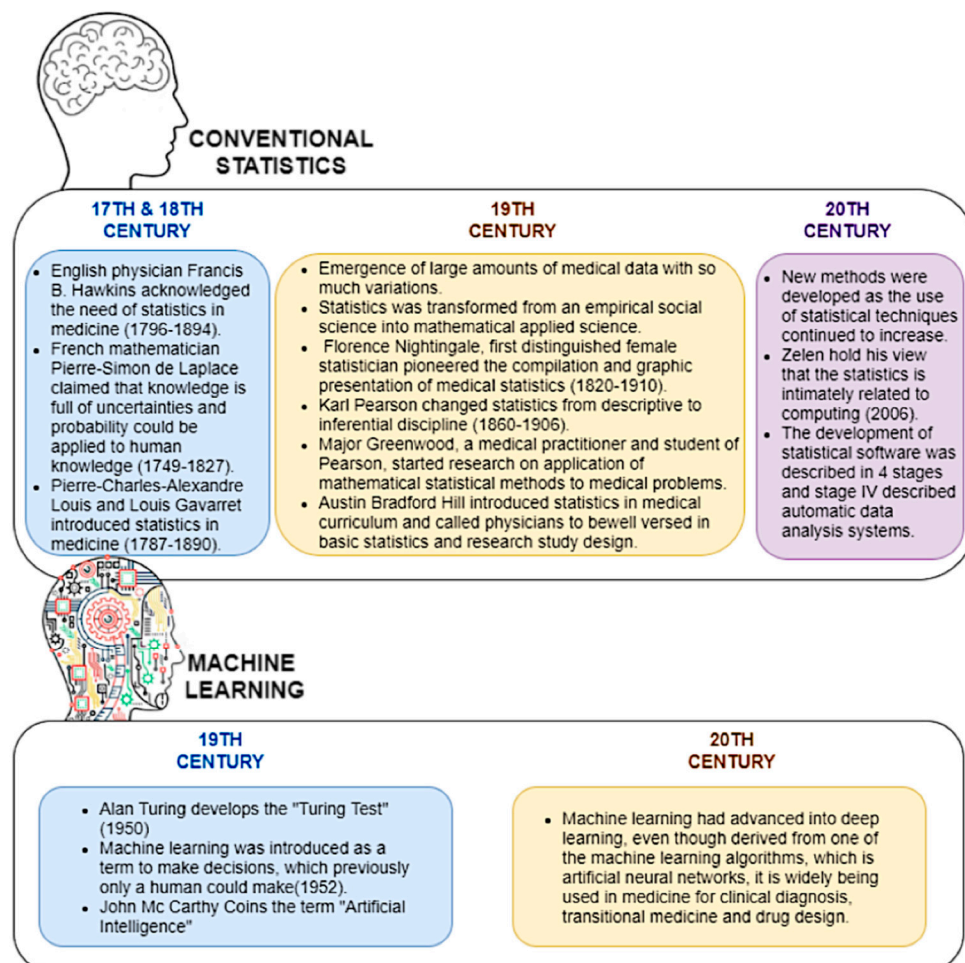 CONVENTIONAL
STATISTICS
17TH & 18TH
CENTURY
• English physician Francis
B. Hawkins acknowledged
the need of statistics in
medicine (1796-1894).
• French mathematician
Pierre-Simon de Laplace
claimed that knowledge is
full of uncertainties and
probability could be
applied to human
knowledge (1749-1827).
• Pierre-Charles-Alexandre
Louis and Louis Gavarret
introduced statistics in
medicine (1787-1890).
19TH
CENTURY
• Emergence of large amounts of medical data with so
much variations.
• Statistics was transformed from an empirical social
science into mathematical applied science.
• Florence Nightingale, first distinguished female
statistician pioneered the compilation and graphic
presentation of medical statistics (1820-1910).
• Karl Pearson changed statistics from descriptive to
inferential discipline (1860-1906).
• Major Greenwood, a medical practitioner and student of
Pearson, started research on application of
mathematical statistical methods to medical problems.
• Austin Bradford Hill introduced statistics in medical
curriculum and called physicians to bewell versed in
basic statistics and research study design.
20TH
CENTURY
• New methods were
developed as the use
of statistical techniques
continued to increase.
• Zelen hold his view
that the statistics is
intimately related to
computing (2006).
• The development of
statistical software was
described in 4 stages
and stage IV described
automatic data
analysis systems.
MACHINE
LEARNING
19TH
CENTURY
• Alan Turing develops the "Turing Test"
(1950)
• Machine learning was introduced as a
term to make decisions, which previously
only a human could make(1952).
• John Mc Carthy Coins the term "Artificial
Intelligence"
20TH
CENTURY
• Machine learning had advanced into deep
learning, even though derived from one of
the machine learning algorithms, which is
artificial neural networks, it is widely being
used in medicine for clinical diagnosis,
transitional medicine and drug design.